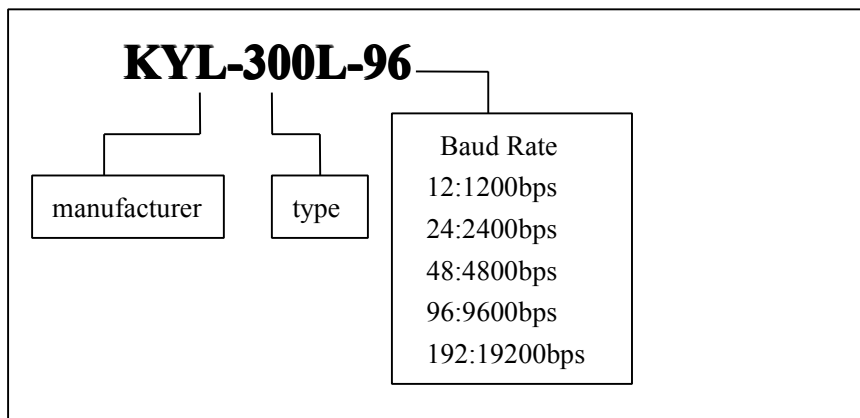 KYL-300L-96
manufacturer
type
Baud Rate
12:1200bps
24:2400bps
48:4800bps
96:9600bps
192:19200bps